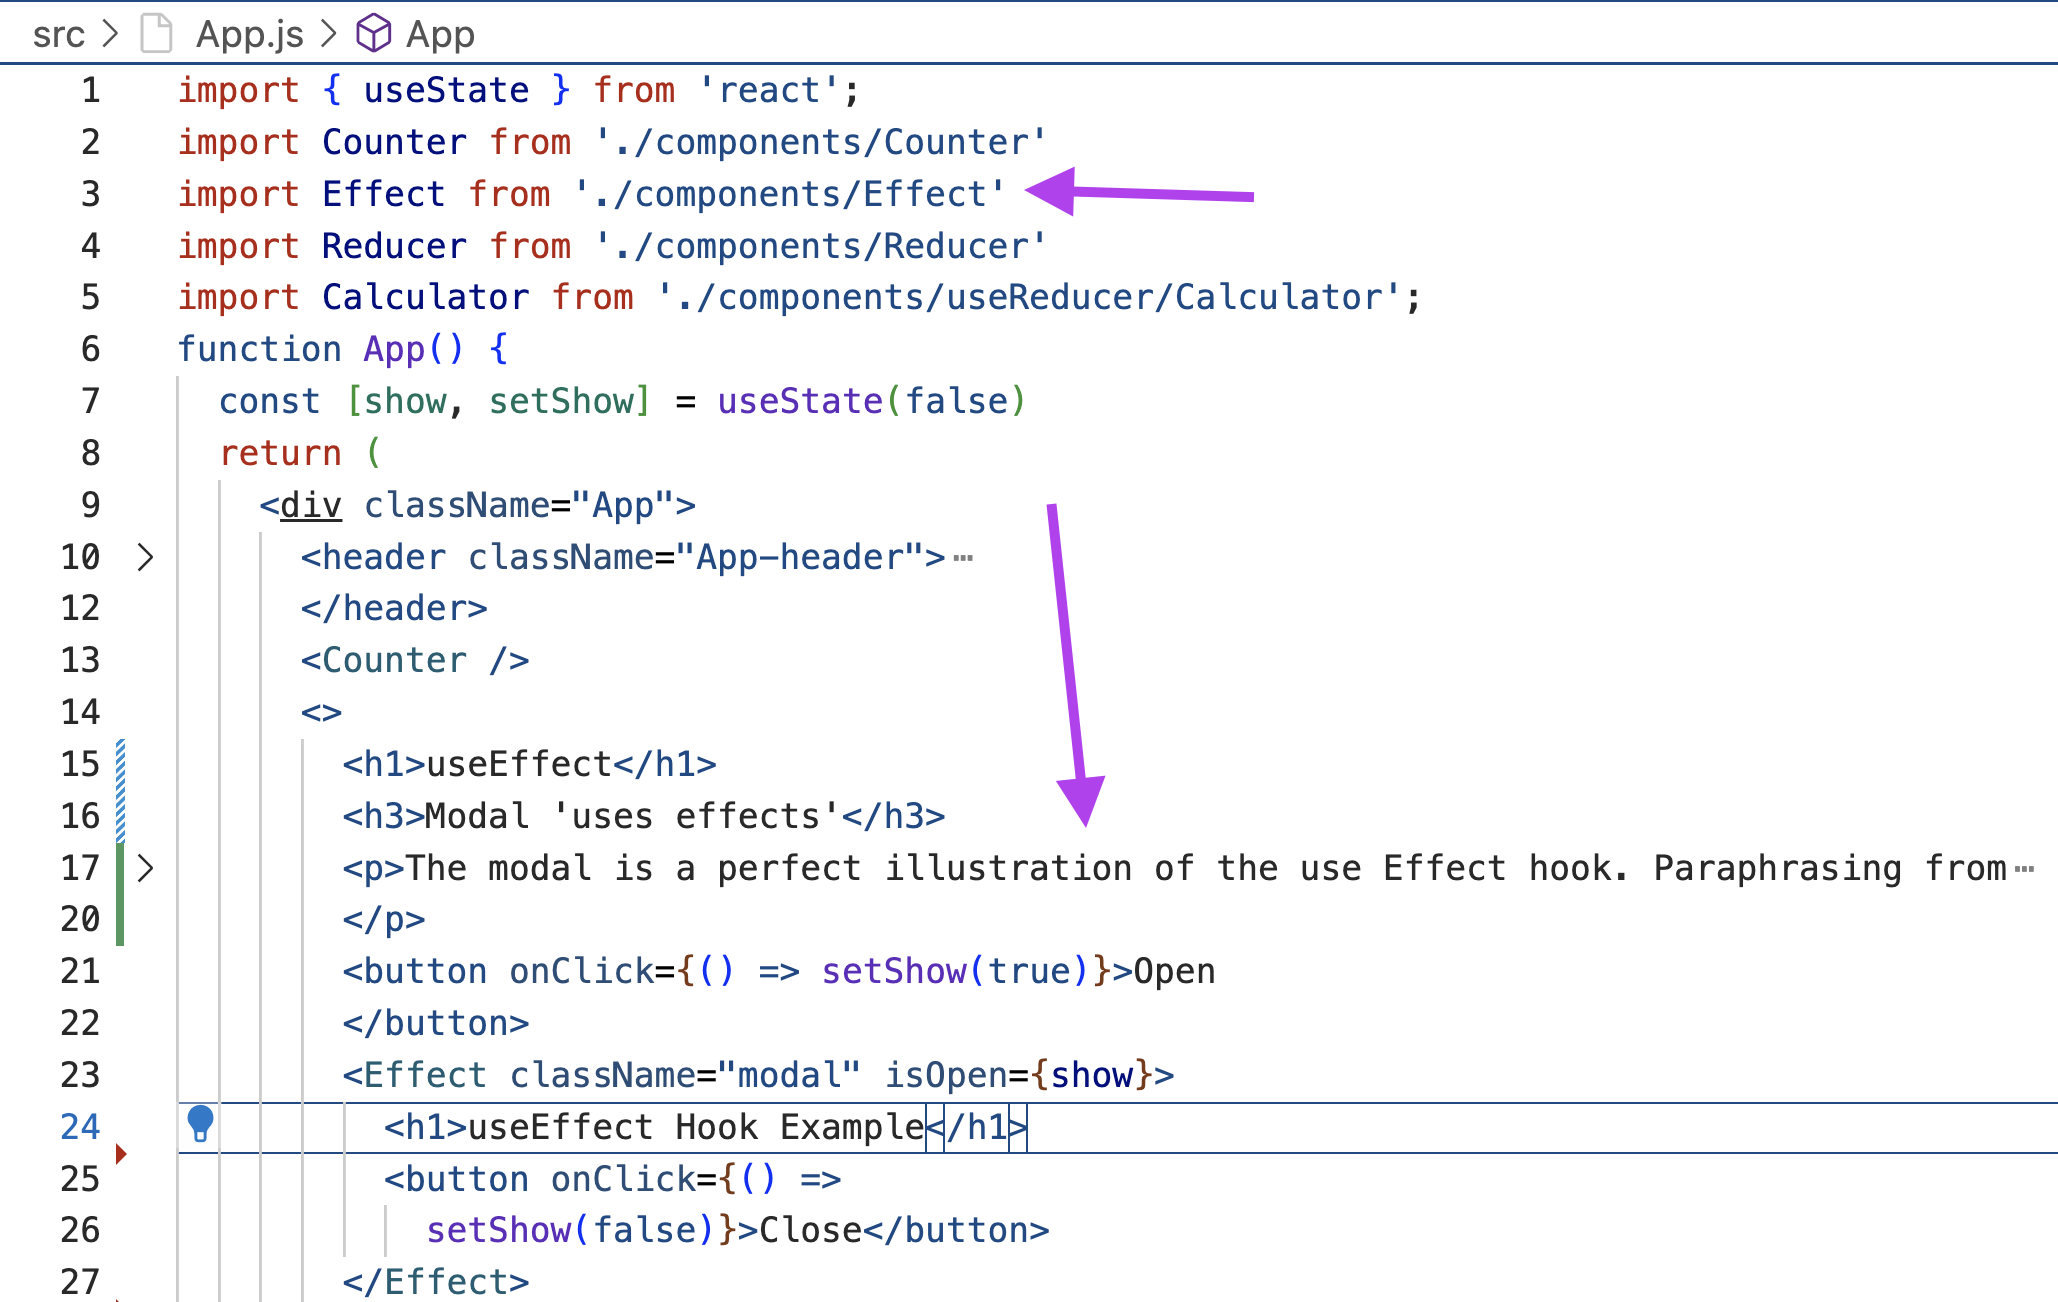 src > App.js > App
1 import { useState } from 'react';
2 import Counter from './components/Counter'
3 import Effect from './components/Effect'
4 import Reducer from './components/Reducer'
5 import Calculator from './components/useReducer/Calculator';
6 function App() {
7 const [show, setShow] = useState(false)
8 return (
9 <div className="App">
10 > <header className="App-header">…
12 </header>
13 <Counter />
14 <>
15 <h1>useEffect</h1>
16 <h3>Modal 'uses effects'</h3>
17 > <p>The modal is a perfect illustration of the use Effect hook. Paraphrasing from…
20 </p>
21 <button onClick={() => setShow(true)}>Open
22 </button>
23 <Effect className="modal" isOpen={show}>
24 <h1>useEffect Hook Example</h1>
25 <button onClick={() =>
26 setShow(false)}>Close</button>
27 </Effect>